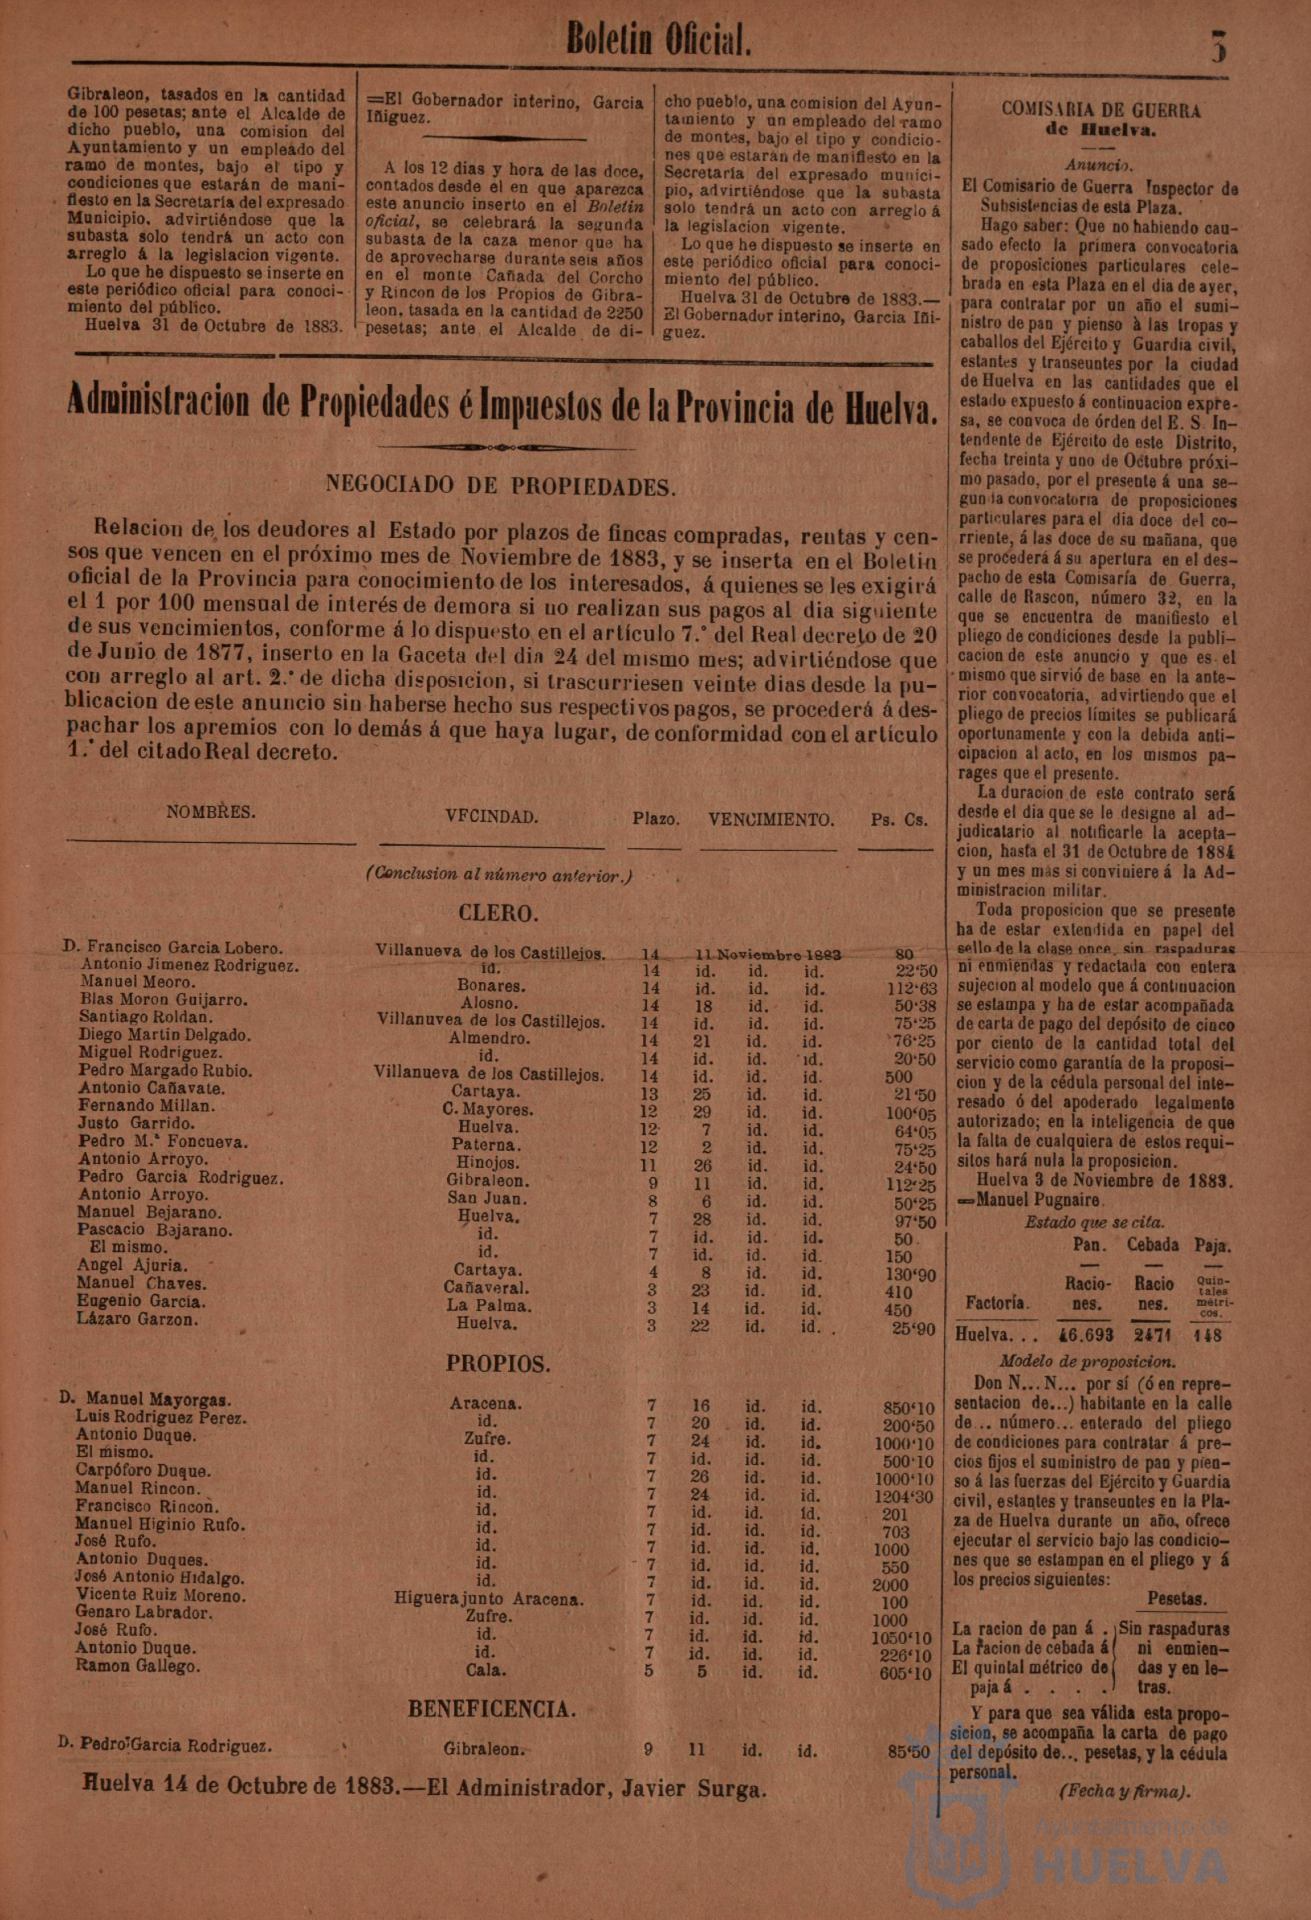 Boletin Oficial.
3
Gibraleon, tasados en la cantidad
de 100 pesetas; ante el Alcalde de
dicho pueblo, una comision del
Ayuntamiento y un empleado del
ramo de montes, bajo el tipo y
condiciones que estarán de mani-
fiesto en la Secretaría del expresado
Municipio, advirtiéndose que la
subasta solo tendrá un acto con
arreglo á la legislacion vigente.
Lo que he dispuesto se inserte en
este periódico oficial para conoci-
miento del público.
Huelva 31 de Octubre de 1883.
=El Gobernador interino, Garcia
Iñiguez.
A los 12 dias y hora de las doce,
contados desde el en que aparezca
este anuncio inserto en el Boletin
oficial, se celebrará la segunda
subasta de la caza menor que ha
de aprovecharse durante seis años
en el monte Cañada del Corcho
y Rincon de los Propios de Gibra-
leon, tasada en la cantidad de 2250
pesetas; ante el Alcalde de di-
cho pueblo, una comision del Ayun-
tamiento y un empleado del ramo
de montes, bajo el tipo y condicio-
nes que estarán de manifiesto en la
Secretaría del expresado munici-
pio, advirtiéndose que la subasta
solo tendrá un acto con arreglo á
la legislacion vigente.
Lo que he dispuesto se inserte en
este periódico oficial para conoci-
miento del público.
Huelva 31 de Octubre de 1883.—
El Gobernador interino, Garcia Iñi-
guez.
Administracion de Propiedades é Impuestos de la Provincia de Huelva.
NEGOCIADO DE PROPIEDADES.
Relacion de los deudores al Estado por plazos de fincas compradas, rentas y cen-
sos que vencen en el próximo mes de Noviembre de 1883, y se inserta en el Boletin
oficial de la Provincia para conocimiento de los interesados, á quienes se les exigirá
el 1 por 100 mensual de interés de demora si no realizan sus pagos al dia siguiente
de sus vencimientos, conforme á lo dispuesto en el artículo 7.º del Real decreto de 20
de Junio de 1877, inserto en la Gaceta del dia 24 del mismo mes; advirtiéndose que
con arreglo al art. 2.º de dicha disposicion, si trascurriesen veinte dias desde la pu-
blicacion de este anuncio sin haberse hecho sus respectivos pagos, se procederá á des-
pachar los apremios con lo demás á que haya lugar, de conformidad con el artículo
1.º del citado Real decreto.
NOMBRES. VECINDAD. Plazo. VENCIMIENTO. Ps. Cs.
(Conclusion al número anterior.)
CLERO.
D. Francisco Garcia Lobero. Villanueva de los Castillejos. 14 11 Noviembre 1883 80
Antonio Jimenez Rodriguez. id. 14 id. id. id. 22'50
Manuel Meoro. Bonares. 14 id. id. id. 112'63
Blas Moron Guijarro. Alosno. 14 18 id. id. 50'38
Santiago Roldan. Villanuvea de los Castillejos. 14 id. id. id. 75'25
Diego Martin Delgado. Almendro. 14 21 id. id. 76'25
Miguel Rodriguez. id. 14 id. id. id. 20'50
Pedro Margado Rubio. Villanueva de los Castillejos. 14 id. id. id. 500
Antonio Cañavate. Cartaya. 13 25 id. id. 21'50
Fernando Millan. C. Mayores. 12 29 id. id. 100'05
Justo Garrido. Huelva. 12 7 id. id. 64'05
Pedro M.ª Foncueva. Paterna. 12 2 id. id. 75'25
Antonio Arroyo. Hinojos. 11 26 id. id. 24'50
Pedro Garcia Rodriguez. Gibraleon. 9 11 id. id. 112'25
Antonio Arroyo. San Juan. 8 6 id. id. 50'25
Manuel Bejarano. Huelva. 7 28 id. id. 97'50
Pascacio Bajarano. id. 7 id. id. id. 50
El mismo. id. 7 id. id. id. 150
Angel Ajuria. Cartaya. 4 8 id. id. 130'90
Manuel Chaves. Cañaveral. 3 23 id. id. 410
Eugenio Garcia. La Palma. 3 14 id. id. 450
Lázaro Garzon. Huelva. 3 22 id. id. 25'90
PROPIOS.
D. Manuel Mayorgas. Aracena. 7 16 id. id. 850'10
Luis Rodriguez Perez. id. 7 20 id. id. 200'50
Antonio Duque. Zufre. 7 24 id. id. 1000'10
El mismo. id. 7 id. id. id. 500'10
Carpóforo Duque. id. 7 26 id. id. 1000'10
Manuel Rincon. id. 7 24 id. id. 1204'30
Francisco Rincon. id. 7 id. id. id. 201
Manuel Higinio Rufo. id. 7 id. id. id. 703
José Rufo. id. 7 id. id. id. 1000
Antonio Duques. id. 7 id. id. id. 550
José Antonio Hidalgo. id. 7 id. id. id. 2000
Vicente Ruiz Moreno. Higuera junto Aracena. 7 id. id. id. 100
Genaro Labrador. Zufre. 7 id. id. id. 1000
José Rufo. id. 7 id. id. id. 1050'10
Antonio Duque. id. 7 id. id. id. 226'10
Ramon Gallego. Cala. 5 5 id. id. 605'10
BENEFICENCIA.
D. Pedro Garcia Rodriguez. Gibraleon. 9 11 id. id. 85'50
Huelva 14 de Octubre de 1883.—El Administrador, Javier Surga.
COMISARIA DE GUERRA
de Huelva.
Anuncio.
El Comisario de Guerra Inspector de
Subsistencias de esta Plaza.
Hago saber: Que no habiendo cau-
sado efecto la primera convocatoria
de proposiciones particulares cele-
brada en esta Plaza en el dia de ayer,
para contratar por un año el sumi-
nistro de pan y pienso à las tropas y
caballos del Ejército y Guardia civil,
estantes y transeuntes por la ciudad
de Huelva en las cantidades que el
estado expuesto á continuacion expre-
sa, se convoca de órden del E. S. In-
tendente de Ejército de este Distrito,
fecha treinta y uno de Octubre próxi-
mo pasado, por el presente á una se-
gunda convocatoria de proposiciones
particulares para el dia doce del co-
rriente, á las doce de su mañana, que
se procederá á su apertura en el des-
pacho de esta Comisaría de Guerra,
calle de Rascon, número 32, en la
que se encuentra de manifiesto el
pliego de condiciones desde la publi-
cacion de este anuncio y que es el
mismo que sirvió de base en la ante-
rior convocatoria, advirtiendo que el
pliego de precios límites se publicará
oportunamente y con la debida anti-
cipacion al acto, en los mismos pa-
rages que el presente.
La duracion de este contrato será
desde el dia que se le designe al ad-
judicatario al notificarle la acepta-
cion, hasta el 31 de Octubre de 1884
y un mes más si conviniere á la Ad-
ministracion militar.
Toda proposicion que se presente
ha de estar extendida en papel del
sello de la clase once, sin raspaduras
ni enmiendas y redactada con entera
sujecion al modelo que á continuacion
se estampa y ha de estar acompañada
de carta de pago del depósito de cinco
por ciento de la cantidad total del
servicio como garantía de la proposi-
cion y de la cédula personal del inte-
resado ó del apoderado legalmente
autorizado; en la inteligencia de que
la falta de cualquiera de estos requi-
sitos hará nula la proposicion.
Huelva 3 de Noviembre de 1883.
=Manuel Pugnaire.
Estado que se cita.
Pan. Cebada Paja.
Factoría. Racio-nes. Racio nes. Quin-tales métri-cos.
Huelva. . . 46.693 2471 148
Modelo de proposicion.
Don N... N... por sí (ó en repre-
sentacion de...) habitante en la calle
de... número... enterado del pliego
de condiciones para contratar á pre-
cios fijos el suministro de pan y pien-
so á las fuerzas del Ejército y Guardia
civil, estantes y transeuntes en la Pla-
za de Huelva durante un año, ofrece
ejecutar el servicio bajo las condicio-
nes que se estampan en el pliego y á
los precios siguientes:
Pesetas.
La racion de pan á . Sin raspaduras
La racion de cebada á ni enmien-
El quintal métrico de das y en le-
paja á . . . . tras.
Y para que sea válida esta propo-
sicion, se acompaña la carta de pago
del depósito de... pesetas, y la cédula
personal.
(Fecha y firma).
Ayuntamiento de
HUELVA